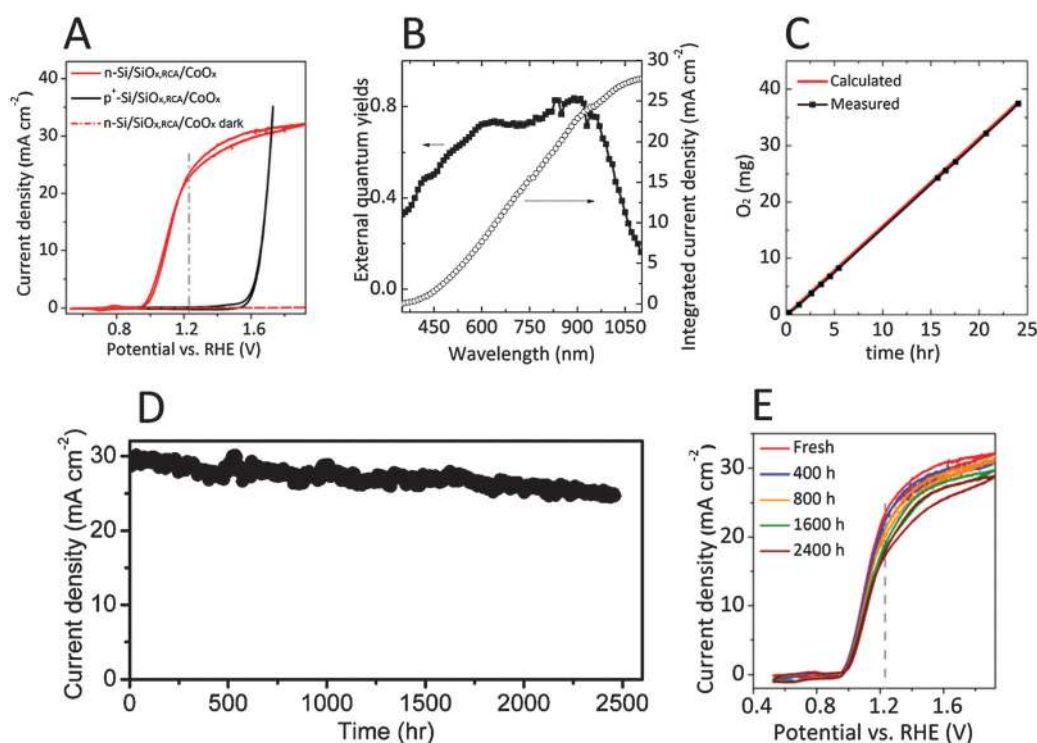 A
n-Si/SiOx,RCA/CoOx
p+-Si/SiOx,RCA/CoOx
n-Si/SiOx,RCA/CoOx dark
Current density (mA cm-2)
40
30
20
10
0
0.8
1.2
1.6
Potential vs. RHE (V)
B
External quantum yields
0.8
0.4
0.0
450
600
750
900
1050
Wavelength (nm)
30
25
20
15
10
5
0
Integrated current density (mA cm-2)
C
Calculated
Measured
O2 (mg)
40
30
20
10
0
0
5
10
15
20
25
time (hr)
D
Current density (mA cm-2)
30
20
10
0
0
500
1000
1500
2000
2500
Time (hr)
E
Fresh
400 h
800 h
1600 h
2400 h
Current density (mA cm-2)
30
20
10
0
0.4
0.8
1.2
1.6
Potential vs. RHE (V)